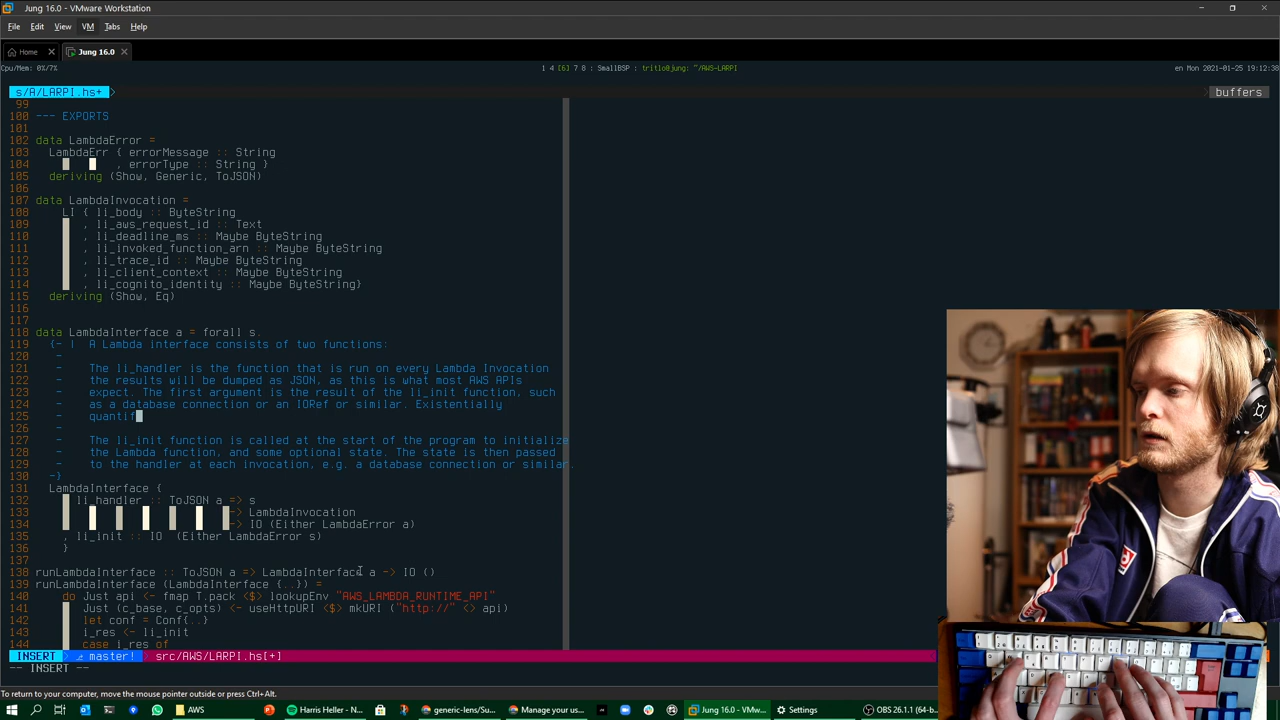 Jung 16.0 - VMware Workstation
File Edit View VM Tabs Help
Home Jung 16.0
Cpu/Mem: 0%/7% 1 4 [6] 7 8 : SmallBSP : tritlo@jung: ~/AWS-LARPI en Mon 2021-01-25 19:12:38
s/A/LARPI.hs+ buffers
99
100 --- EXPORTS
101
102 data LambdaError =
103 LambdaErr { errorMessage :: String
104 , errorType :: String }
105 deriving (Show, Generic, ToJSON)
106
107 data LambdaInvocation =
108 LI { li_body :: ByteString
109 , li_aws_request_id :: Text
110 , li_deadline_ms :: Maybe ByteString
111 , li_invoked_function_arn :: Maybe ByteString
112 , li_trace_id :: Maybe ByteString
113 , li_client_context :: Maybe ByteString
114 , li_cognito_identity :: Maybe ByteString}
115 deriving (Show, Eq)
116
117
118 data LambdaInterface a = forall s.
119 {- | A Lambda interface consists of two functions:
120 -
121 - The li_handler is the function that is run on every Lambda Invocation
122 - the results will be dumped as JSON, as this is what most AWS APIs
123 - expect. The first argument is the result of the li_init function, such
124 - as a database connection or an IORef or similar. Existentially
125 - quantif
126 -
127 - The li_init function is called at the start of the program to initialize
128 - the Lambda function, and some optional state. The state is then passed
129 - to the handler at each invocation, e.g. a database connection or similar.
130 -}
131 LambdaInterface {
132 li_handler :: ToJSON a => s
133 -> LambdaInvocation
134 -> IO (Either LambdaError a)
135 , li_init :: IO (Either LambdaError s)
136 }
137
138 runLambdaInterface :: ToJSON a => LambdaInterface a -> IO ()
139 runLambdaInterface (LambdaInterface {..}) =
140 do Just api <- fmap T.pack <$> lookupEnv "AWS_LAMBDA_RUNTIME_API"
141 Just (c_base, c_opts) <- useHttpURI <$> mkURI ("http://" <> api)
142 let conf = Conf{..}
143 i_res <- li_init
144 case i_res of
INSERT master! src/AWS/LARPI.hs[+]
-- INSERT --
To return to your computer, move the mouse pointer outside or press Ctrl+Alt.
AWS Harris Heller - ... generic-lens/Su... Manage your us... Jung 16.0 - VMw... Settings OBS 26.1.1 (64-b...